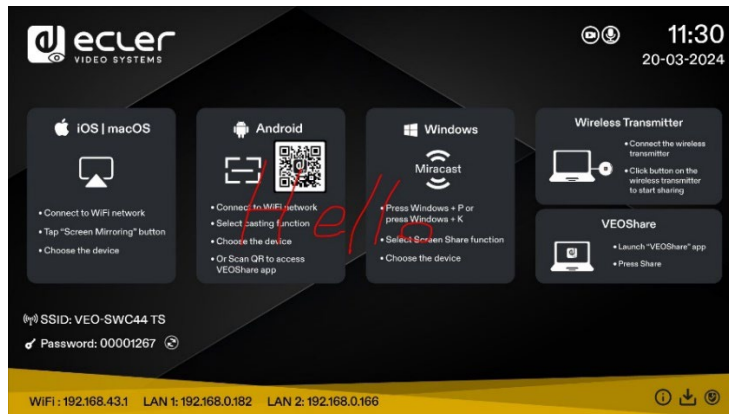 ecler
VIDEO SYSTEMS
11:30
20-03-2024
iOS | macOS
• Connect to WiFi network
• Tap “Screen Mirroring” button
• Choose the device
Android
• Connect to WiFi network
• Select casting function
• Choose the device
• Or Scan QR to access
VEOShare app
Windows
Miracast
• Press Windows + P or
press Windows + K
• Select Screen Share function
• Choose the device
Wireless Transmitter
• Connect the wireless
transmitter
• Click button on the
wireless transmitter
to start sharing
VEOShare
• Launch “VEOShare” app
• Press Share
Hello
SSID: VEO-SWC44 TS
Password: 00001267
WiFi : 192.168.43.1 LAN 1: 192.168.0.182 LAN 2: 192.168.0.166